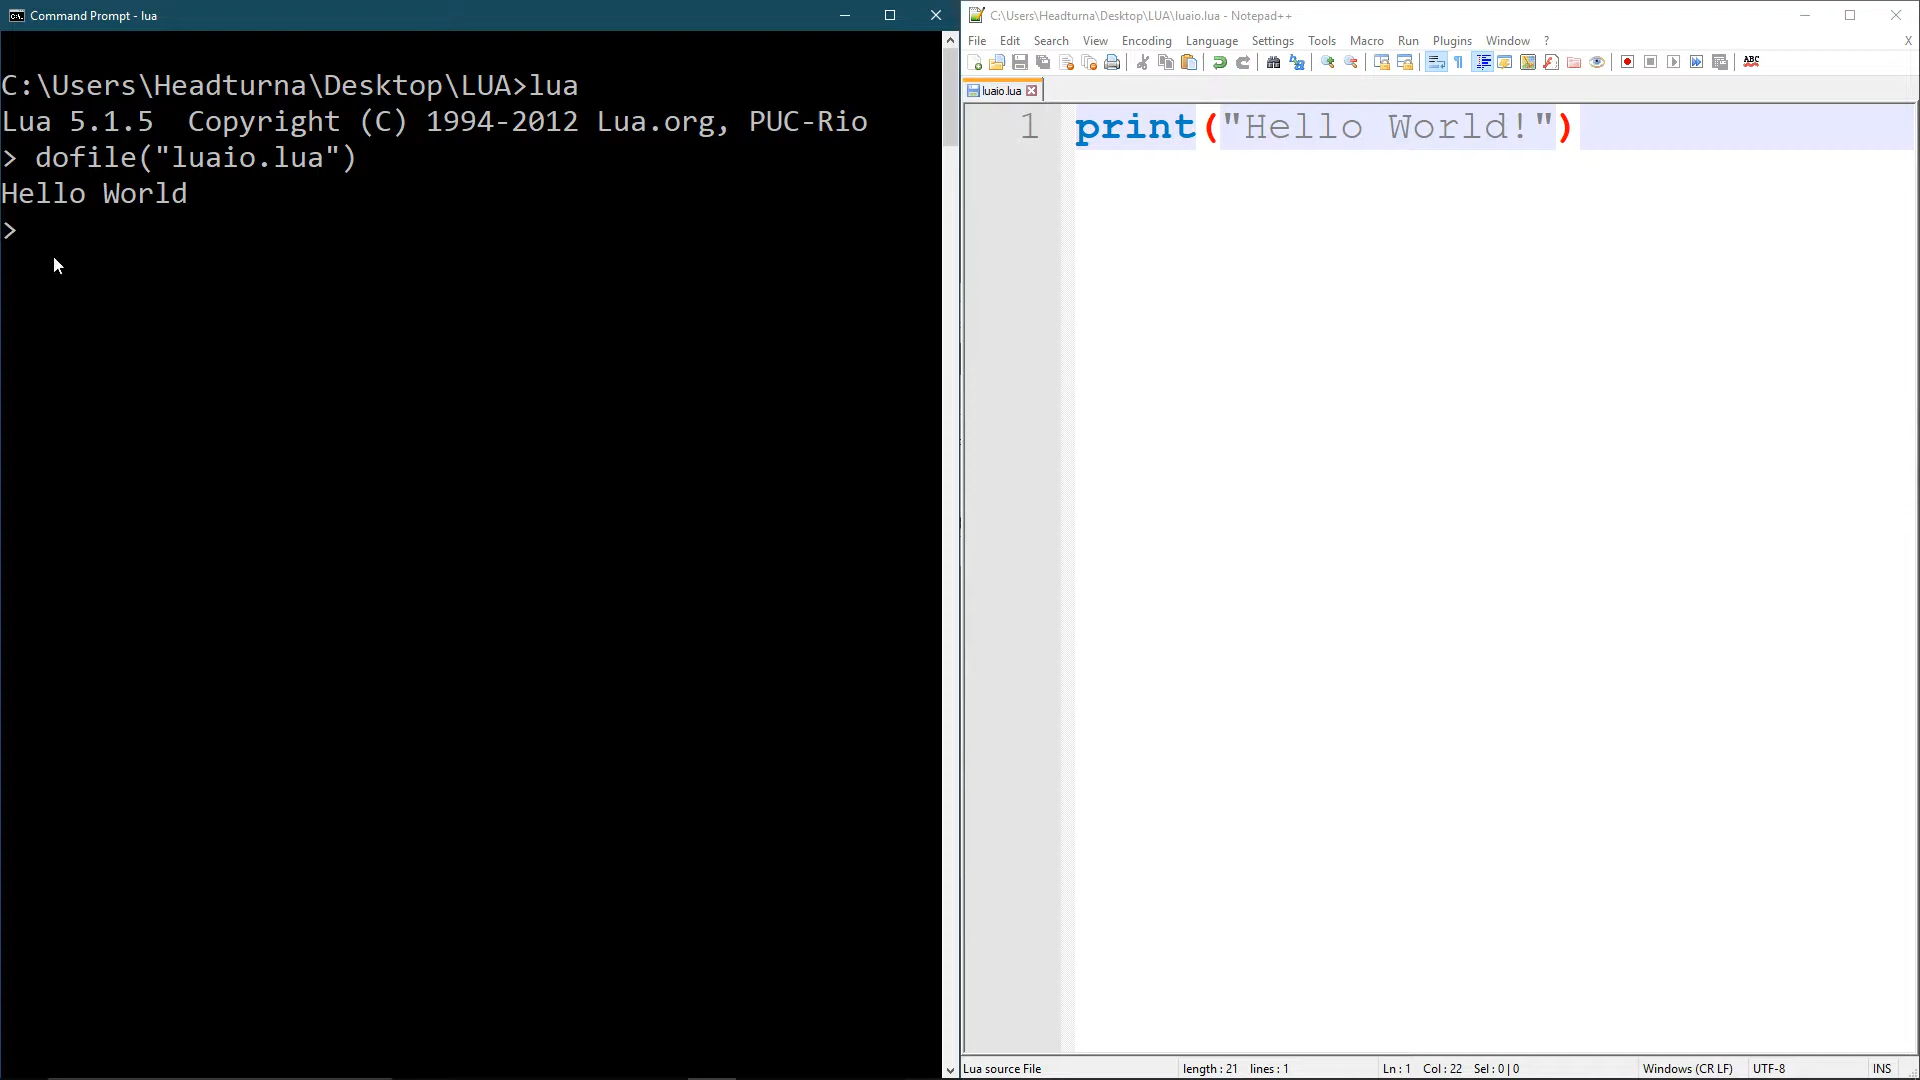 Command Prompt - lua
C:\Users\Headturna\Desktop\LUA>lua
Lua 5.1.5  Copyright (C) 1994-2012 Lua.org, PUC-Rio
> dofile("luaio.lua")
Hello World
>
C:\Users\Headturna\Desktop\LUA\luaio.lua - Notepad++
File Edit Search View Encoding Language Settings Tools Macro Run Plugins Window ? X
ABC
luaio.lua
1 print("Hello World!")
Lua source File length : 21 lines : 1 Ln : 1 Col : 22 Sel : 0 | 0 Windows (CR LF) UTF-8 INS